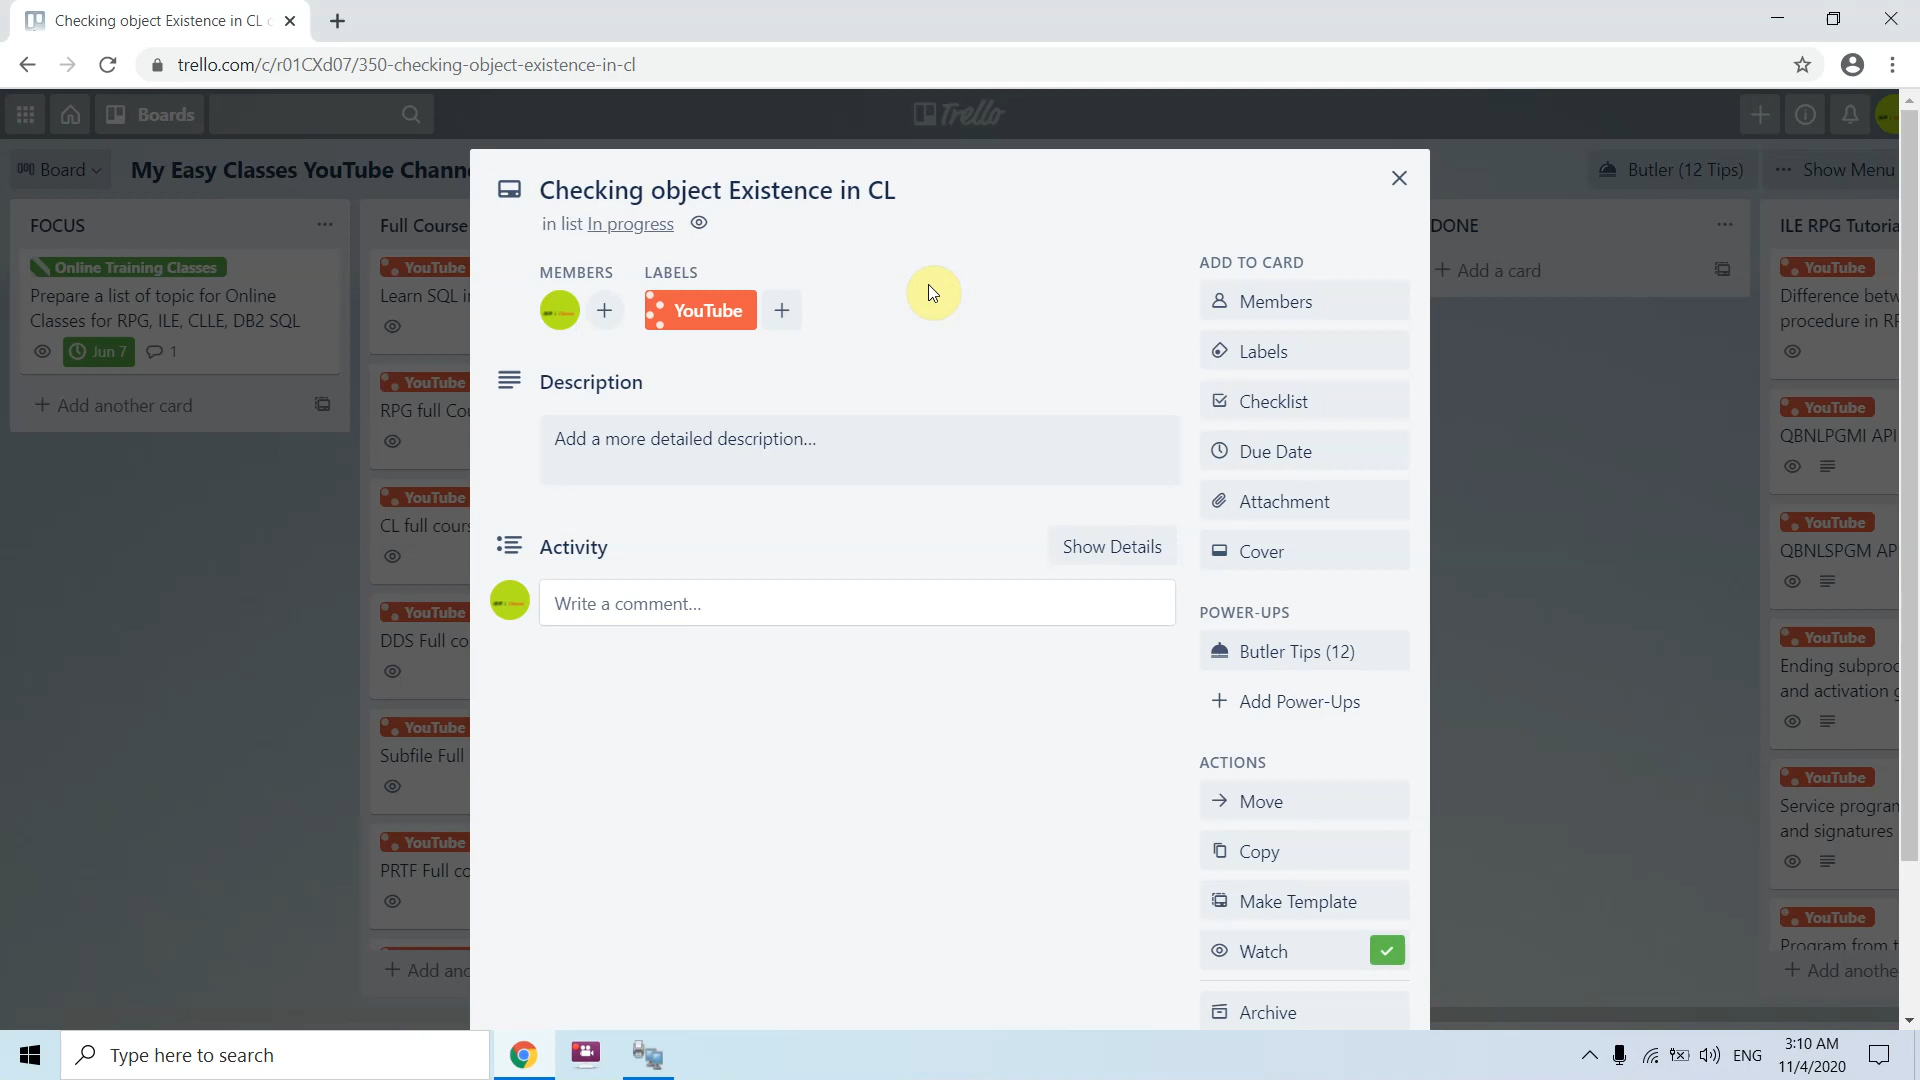 Checking object Existence in CL
trello.com/c/r01CXd07/350-checking-object-existence-in-cl
Boards
Trello
Board
My Easy Classes YouTube Chann
Butler (12 Tips)
Show Menu
FOCUS
Online Training Classes
Prepare a list of topic for Online
Classes for RPG, ILE, CLLE, DB2 SQL
Jun 7
1
Add another card
Full Course
YouTube
Learn SQL i
YouTube
RPG full Co
YouTube
CL full cours
YouTube
DDS Full co
YouTube
Subfile Full
YouTube
PRTF Full co
Add ano
Checking object Existence in CL
in list In progress
MEMBERS
LABELS
YouTube
Description
Add a more detailed description...
Activity
Show Details
Write a comment...
ADD TO CARD
Members
Labels
Checklist
Due Date
Attachment
Cover
POWER-UPS
Butler Tips (12)
Add Power-Ups
ACTIONS
Move
Copy
Make Template
Watch
Archive
DONE
Add a card
ILE RPG Tutoria
YouTube
Difference betw
procedure in RP
YouTube
QBNLPGMI API
YouTube
QBNLSPGM AP
YouTube
Ending subproc
and activation g
YouTube
Service program
and signatures
YouTube
Program from t
Add anothe
Type here to search
ENG
3:10 AM
11/4/2020